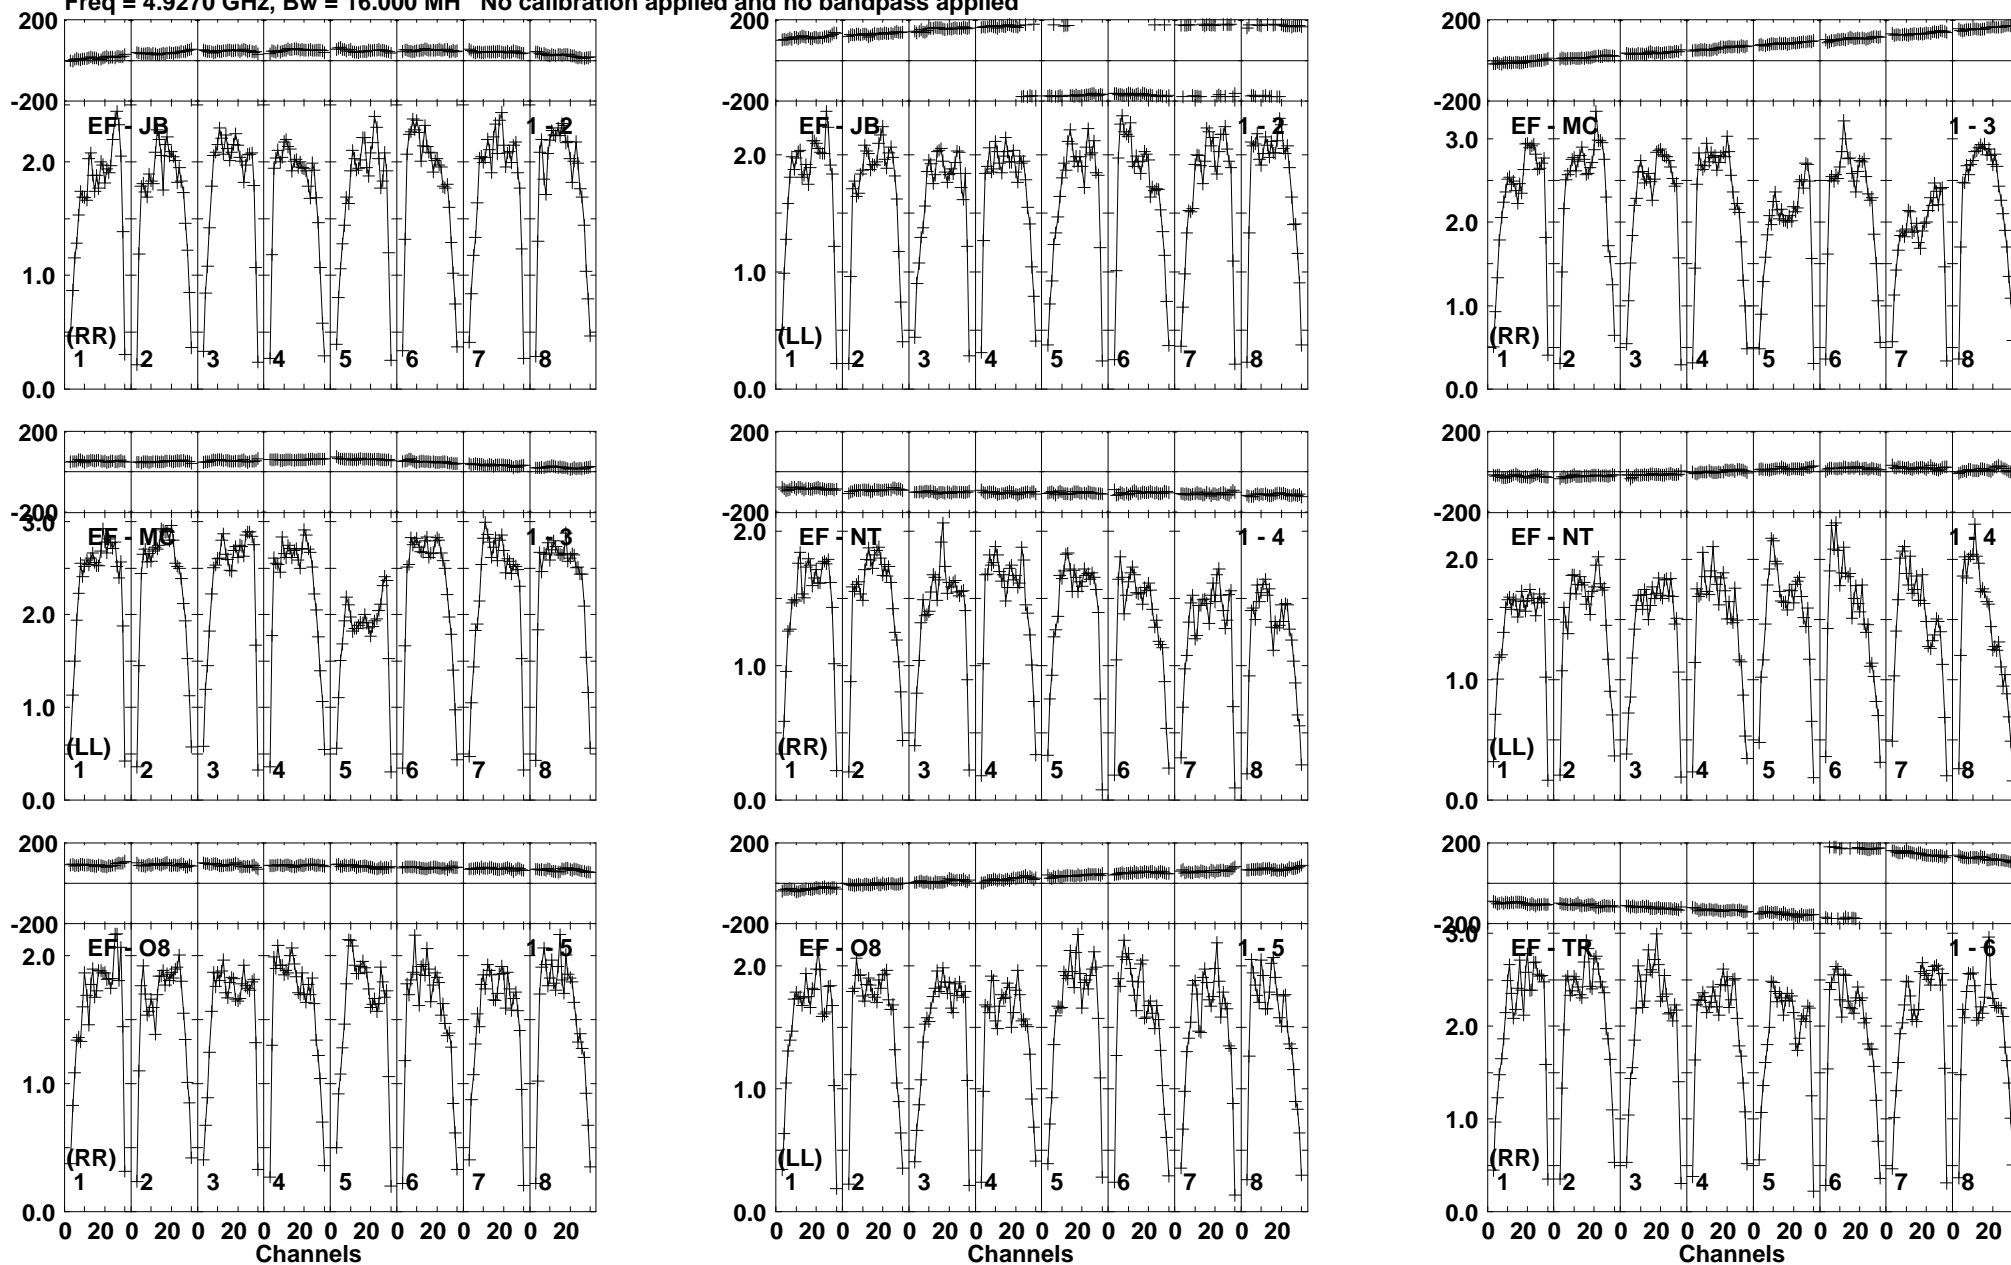 Freq = 4.9270 GHz, Bw = 16.000 MH No calibration applied and no bandpass applied
200 200 200
-200 -200 -200
EF - JB 1 - 2 EF - JB 1 - 2 EF - MC 1 - 3
3.0
2.0 2.0 2.0
1.0 1.0 1.0
(RR) (LL) (RR)
1 2 3 4 5 6 7 8 1 2 3 4 5 6 7 8 1 2 3 4 5 6 7 8
0.0 0.0 0.0
200 200 200
-200 -200 -200
3.0
EF - MC 1 - 3 EF - NT 1 - 4 EF - NT 1 - 4
2.0 2.0 2.0
1.0 1.0 1.0
(LL) (RR) (LL)
1 2 3 4 5 6 7 8 1 2 3 4 5 6 7 8 1 2 3 4 5 6 7 8
0.0 0.0 0.0
200 200 200
-200 -200 -200
3.0
EF - O8 1 - 5 EF - O8 1 - 5 EF - TR 1 - 6
2.0 2.0 2.0
1.0 1.0 1.0
(RR) (LL) (RR)
1 2 3 4 5 6 7 8 1 2 3 4 5 6 7 8 1 2 3 4 5 6 7 8
0.0 0.0 0.0
0 20 0 20 0 20 0 20 0 20 0 20 0 20 0 20 0 20 0 20 0 20 0 20 0 20 0 20 0 20 0 20 0 20 0 20 0 20 0 20 0 20 0 20 0 20 0 20
Channels Channels Channels